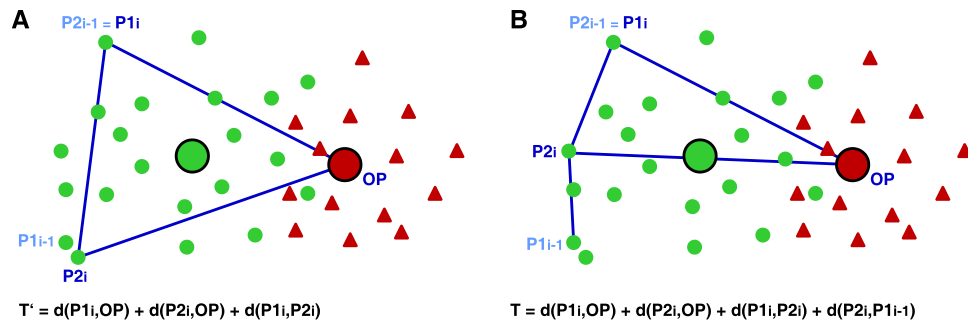 A
P2i-1 = P1i
OP
P1i-1
P2i
T‘ = d(P1i,OP) + d(P2i,OP) + d(P1i,P2i)
B
P2i-1 = P1i
P2i
OP
P1i-1
T = d(P1i,OP) + d(P2i,OP) + d(P1i,P2i) + d(P2i,P1i-1)